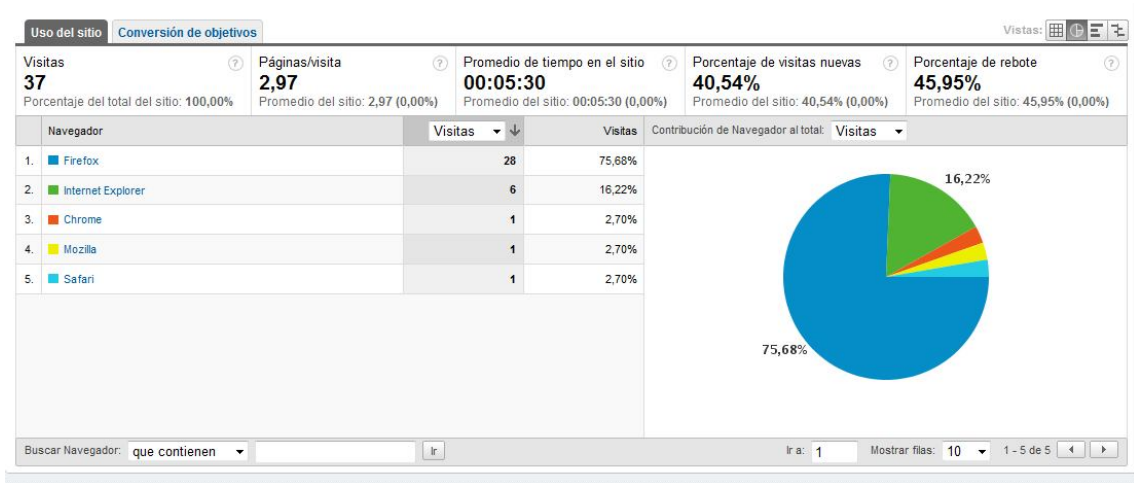 Uso del sitio Conversión de objetivos Vistas:
Visitas Páginas/visita Promedio de tiempo en el sitio Porcentaje de visitas nuevas Porcentaje de rebote
37 2,97 00:05:30 40,54% 45,95%
Porcentaje del total del sitio: 100,00% Promedio del sitio: 2,97 (0,00%) Promedio del sitio: 00:05:30 (0,00%) Promedio del sitio: 40,54% (0,00%) Promedio del sitio: 45,95% (0,00%)
Navegador Visitas Visitas Contribución de Navegador al total: Visitas
1. Firefox 28 75,68%
2. Internet Explorer 6 16,22%
3. Chrome 1 2,70%
4. Mozilla 1 2,70%
5. Safari 1 2,70%
16,22%
75,68%
Buscar Navegador: que contienen Ir Ir a: 1 Mostrar filas: 10 1 - 5 de 5